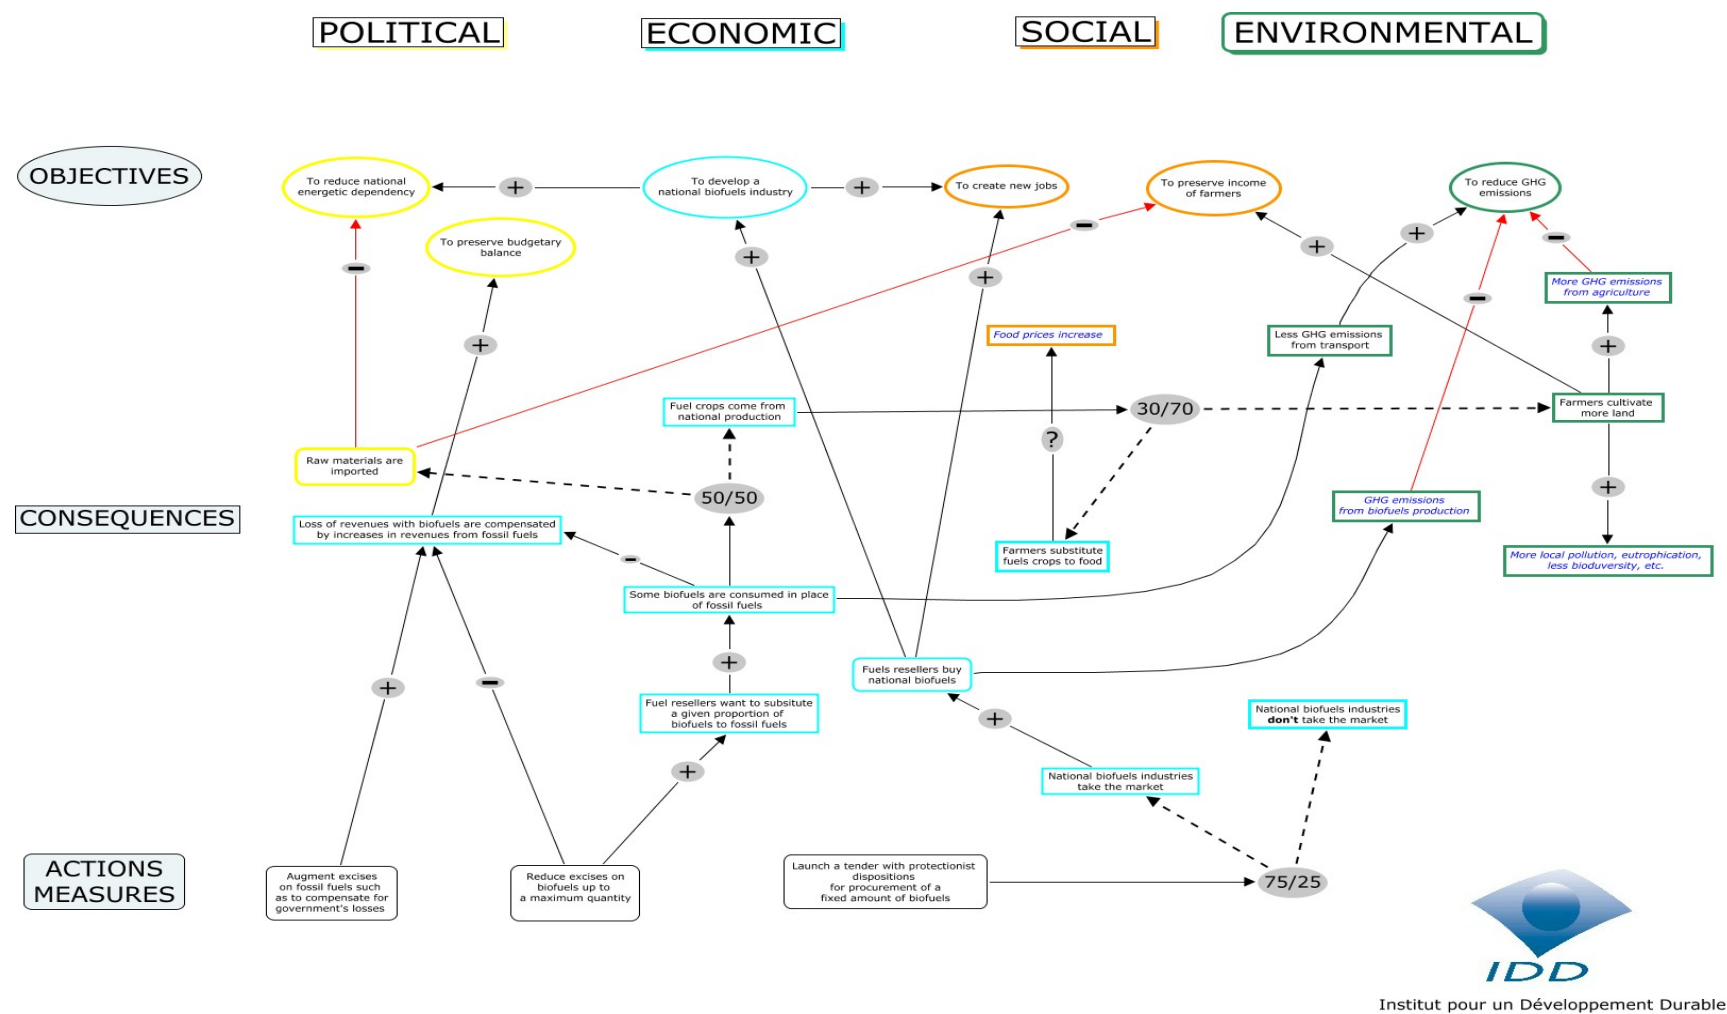 POLITICAL
ECONOMIC
SOCIAL
ENVIRONMENTAL
OBJECTIVES
To reduce national
energetic dependency
+
To develop a
national biofuels industry
+
To create new jobs
To preserve income
of farmers
To reduce GHG
emissions
To preserve budgetary
balance
-
+
-
+
+
-
+
-
More GHG emissions
from agriculture
Food prices increase
Less GHG emissions
from transport
+
+
Fuel crops come from
national production
30/70
Farmers cultivate
more land
?
Raw materials are
imported
50/50
+
GHG emissions
from biofuels production
CONSEQUENCES
Loss of revenues with biofuels are compensated
by increases in revenues from fossil fuels
-
Farmers substitute
fuels crops to food
More local pollution, eutrophication,
less bioduversity, etc.
Some biofuels are consumed in place
of fossil fuels
+
Fuels resellers buy
national biofuels
+
-
Fuel resellers want to subsitute
a given proportion of
biofuels to fossil fuels
+
National biofuels industries
don't take the market
+
National biofuels industries
take the market
ACTIONS
MEASURES
Augment excises
on fossil fuels such
as to compensate for
government's losses
Reduce excises on
biofuels up to
a maximum quantity
Launch a tender with protectionist
dispositions
for procurement of a
fixed amount of biofuels
75/25
IDD
Institut pour un Développement Durable